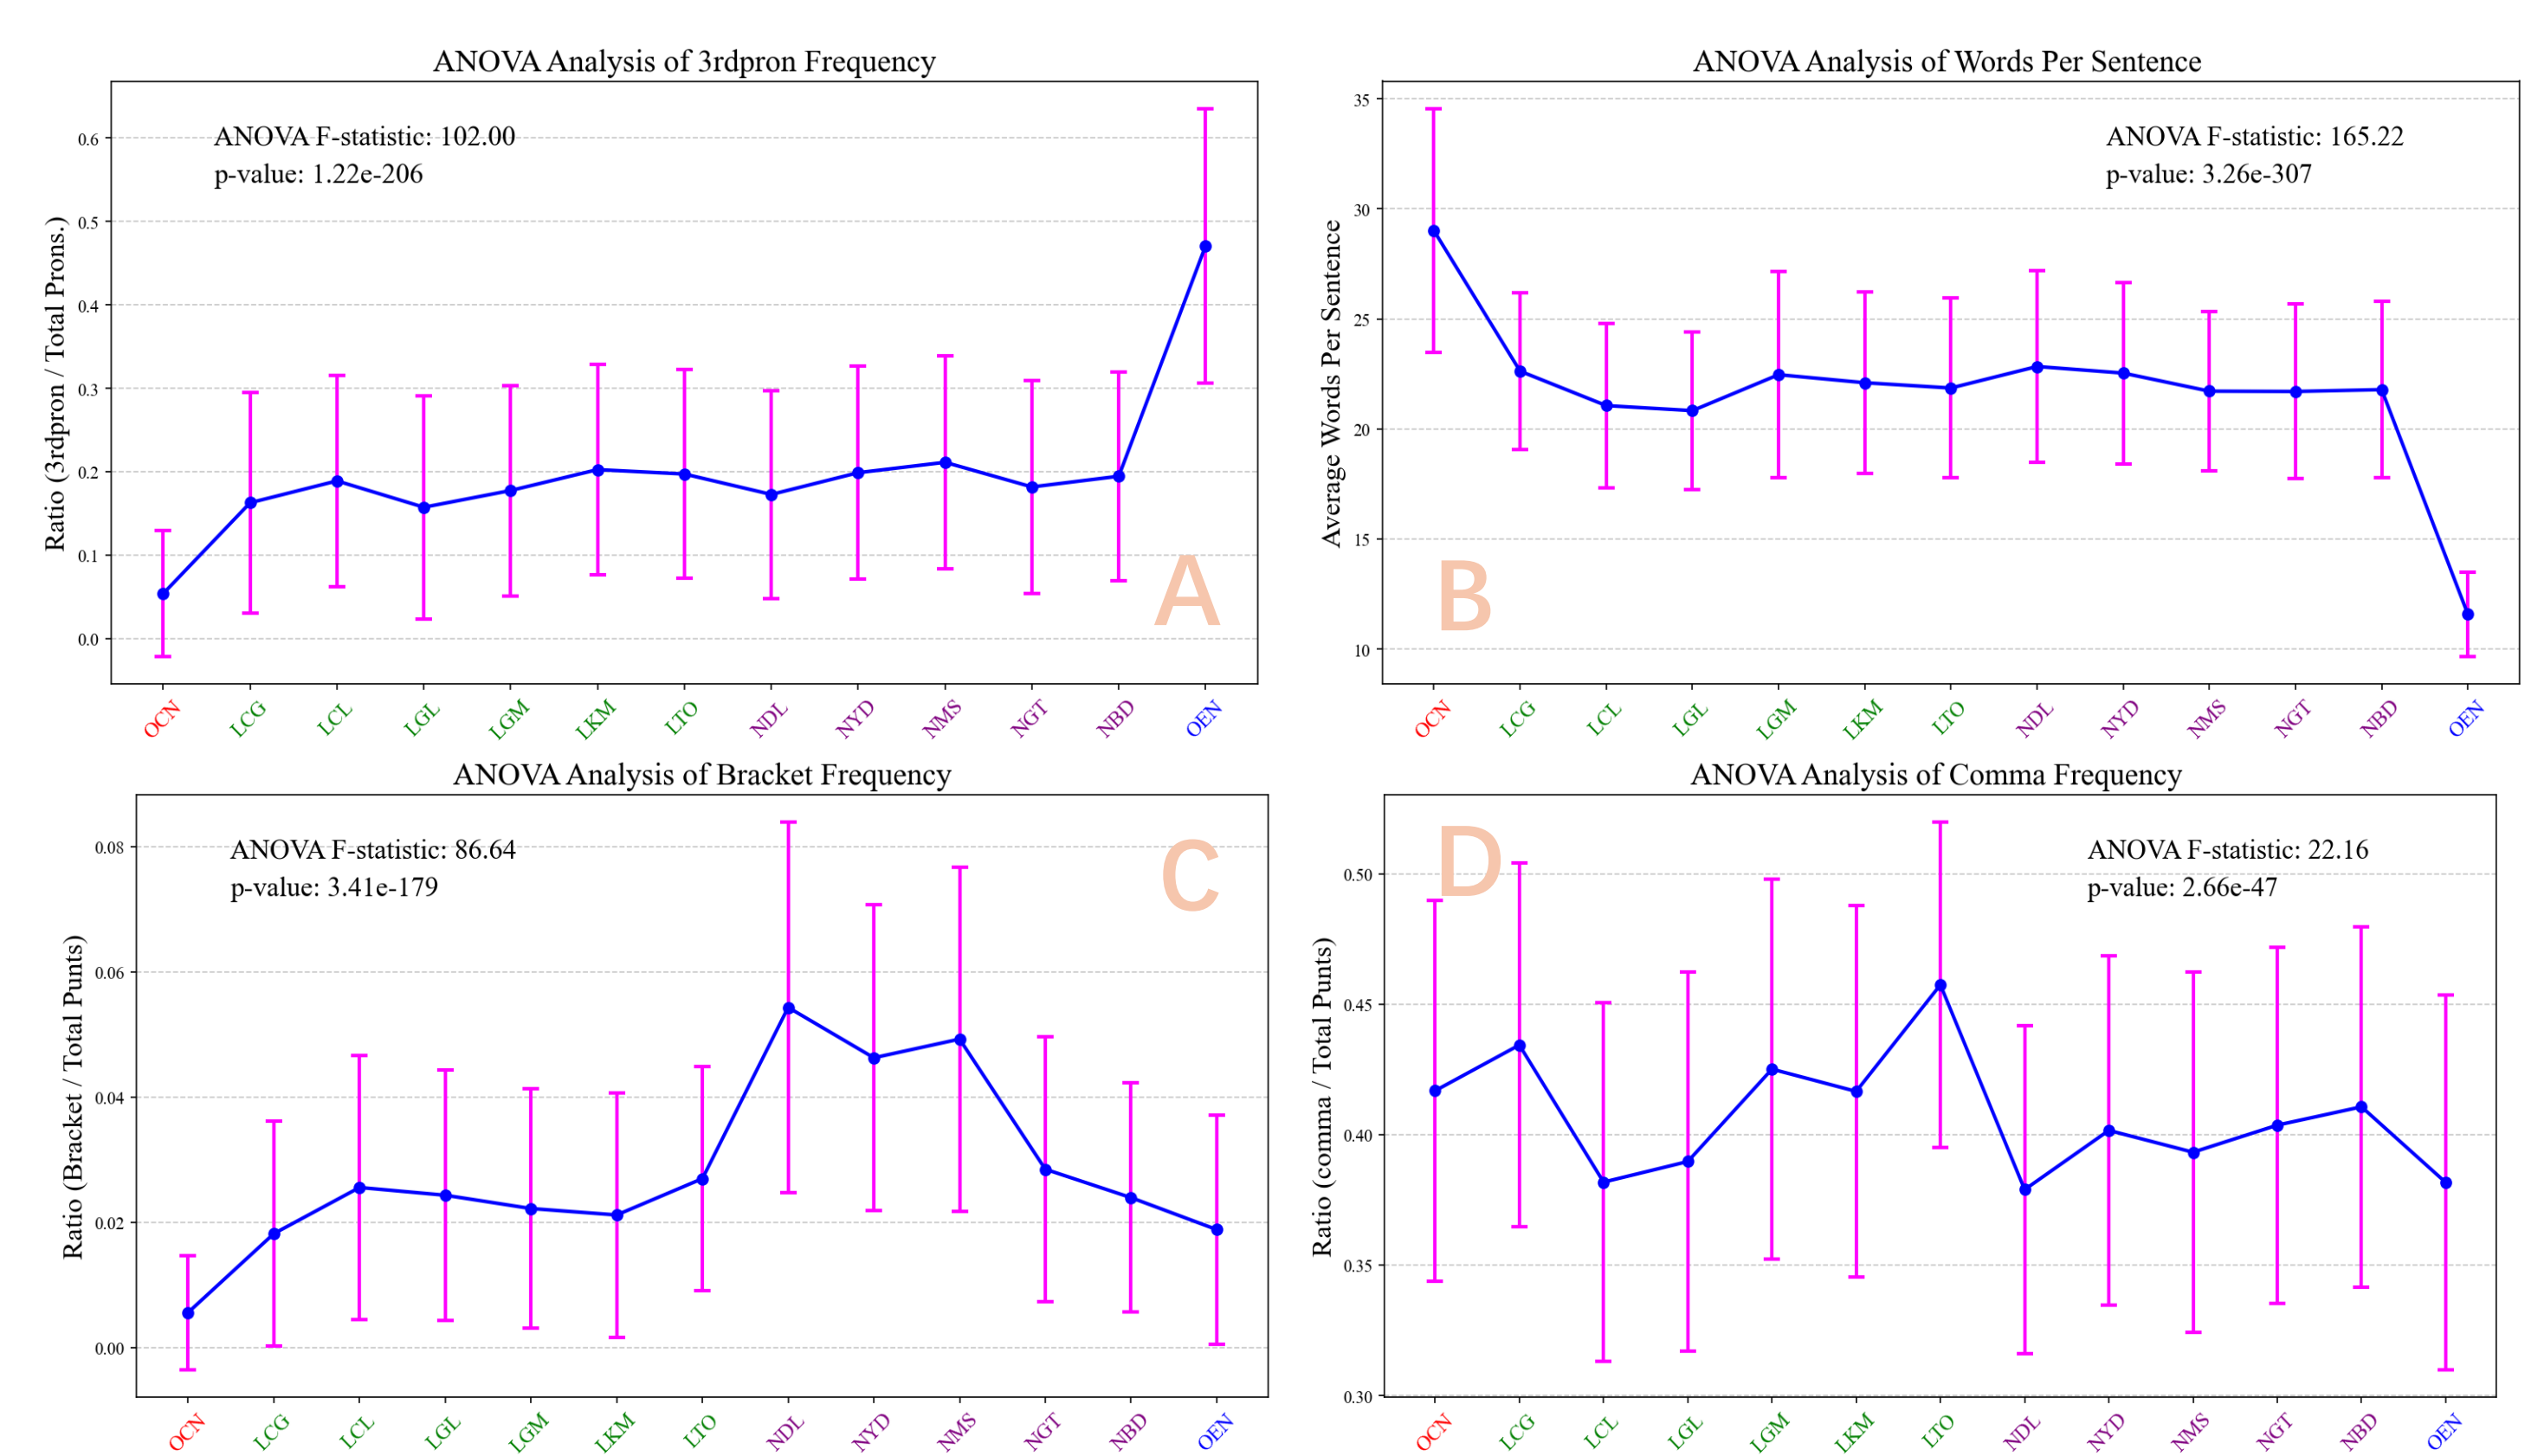 ANOVA Analysis of 3rdpron Frequency
ANOVA F-statistic: 102.00
p-value: 1.22e-206
Ratio (3rdpron / Total Prons.)
0.6
0.5
0.4
0.3
0.2
0.1
0.0
A
OCN LCG LCL LGL LGM LKM LTO NDL NYD NMS NGT NBD OEN
ANOVA Analysis of Words Per Sentence
ANOVA F-statistic: 165.22
p-value: 3.26e-307
Average Words Per Sentence
35
30
25
20
15
10
B
OCN LCG LCL LGL LGM LKM LTO NDL NYD NMS NGT NBD OEN
ANOVA Analysis of Bracket Frequency
ANOVA F-statistic: 86.64
p-value: 3.41e-179
C
Ratio (Bracket / Total Punts)
0.08
0.06
0.04
0.02
0.00
OCN LCG LCL LGL LGM LKM LTO NDL NYD NMS NGT NBD OEN
ANOVA Analysis of Comma Frequency
D
ANOVA F-statistic: 22.16
p-value: 2.66e-47
Ratio (comma / Total Punts)
0.50
0.45
0.40
0.35
0.30
OCN LCG LCL LGL LGM LKM LTO NDL NYD NMS NGT NBD OEN